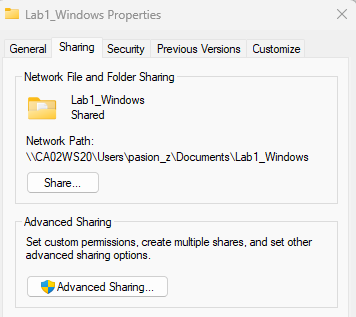 Lab1_Windows Properties
General Sharing Security Previous Versions Customize
Network File and Folder Sharing
Lab1_Windows
Shared
Network Path:
\\CA02WS20\Users\pasion_z\Documents\Lab1_Windows
Share...
Advanced Sharing
Set custom permissions, create multiple shares, and set other
advanced sharing options.
Advanced Sharing...